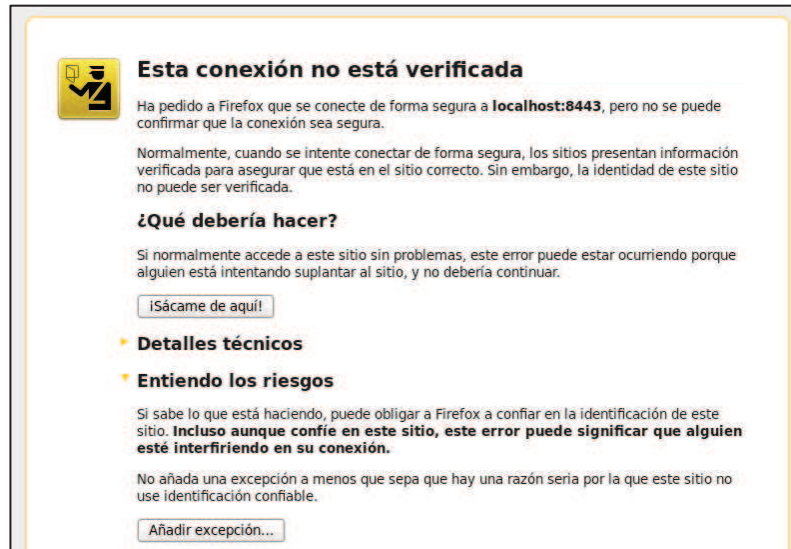 Esta conexión no está verificada
Ha pedido a Firefox que se conecte de forma segura a localhost:8443, pero no se puede
confirmar que la conexión sea segura.
Normalmente, cuando se intente conectar de forma segura, los sitios presentan información
verificada para asegurar que está en el sitio correcto. Sin embargo, la identidad de este sitio
no puede ser verificada.
¿Qué debería hacer?
Si normalmente accede a este sitio sin problemas, este error puede estar ocurriendo porque
alguien está intentando suplantar al sitio, y no debería continuar.
¡Sácame de aquí!
Detalles técnicos
Entiendo los riesgos
Si sabe lo que está haciendo, puede obligar a Firefox a confiar en la identificación de este
sitio. Incluso aunque confíe en este sitio, este error puede significar que alguien
esté interfiriendo en su conexión.
No añada una excepción a menos que sepa que hay una razón seria por la que este sitio no
use identificación confiable.
Añadir excepción...